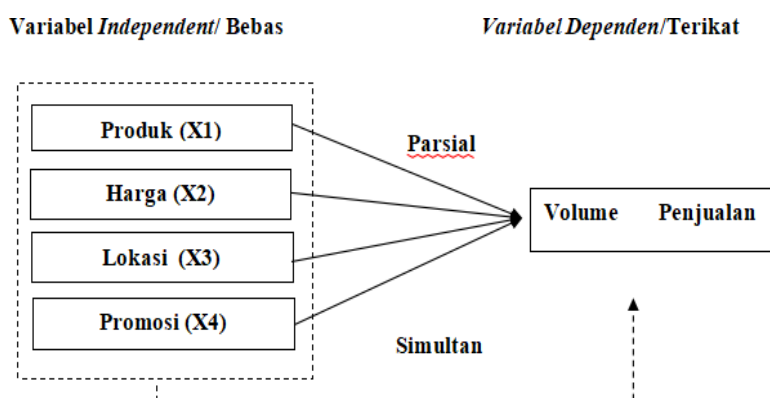 Variabel Independent/ Bebas
Variabel Dependen/Terikat
Produk (X1)
Parsial
Harga (X2)
Volume Penjualan
Lokasi (X3)
Promosi (X4)
Simultan